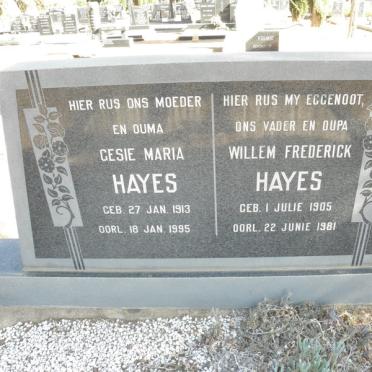 HIER RUS ONS MOEDER
EN OUMA
GESIE MARIA
HAYES
GEB. 27 JAN. 1913
OORL. 18 JAN. 1995
HIER RUS MY EGGENOOT,
ONS VADER EN OUPA
WILLEM FREDERICK
HAYES
GEB. 1 JULIE 1905
OORL. 22 JUNIE 1981